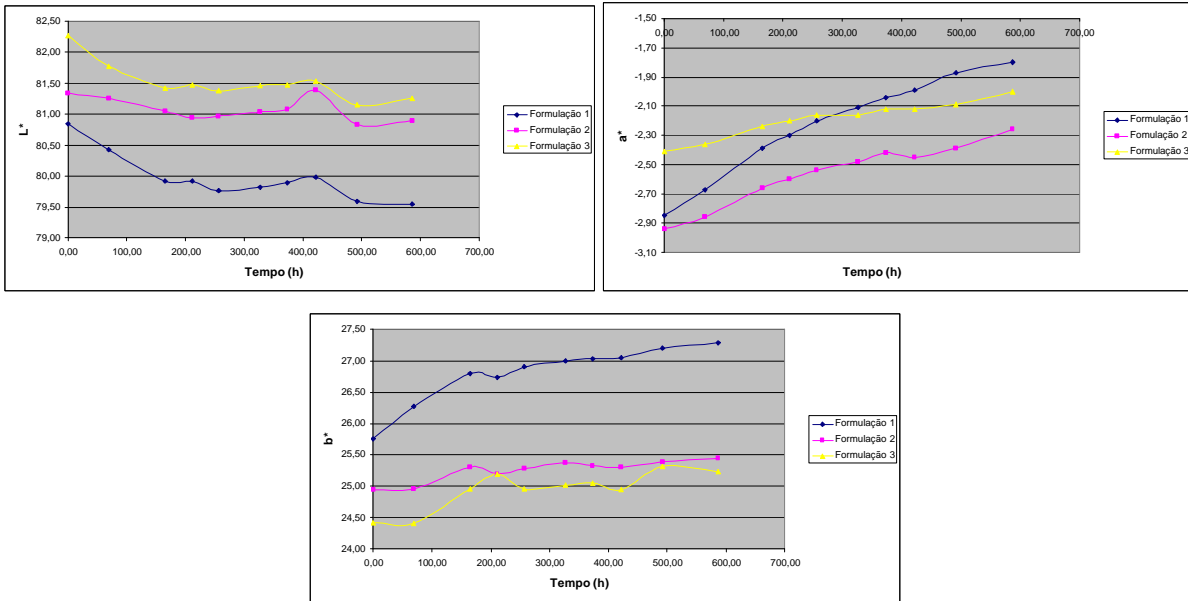 82,50
82,00
81,50
81,00
80,50
80,00
79,50
79,00
L*
0,00 100,00 200,00 300,00 400,00 500,00 600,00 700,00
Tempo (h)
Formulação 1
Formulação 2
Formulação 3
-1,50
-1,70
-1,90
-2,10
-2,30
-2,50
-2,70
-2,90
-3,10
a*
0,00 100,00 200,00 300,00 400,00 500,00 600,00 700,00
Tempo (h)
Formulação 1
Formulação 2
Formulação 3
27,50
27,00
26,50
26,00
25,50
25,00
24,50
24,00
b*
0,00 100,00 200,00 300,00 400,00 500,00 600,00 700,00
Tempo (h)
Formulação 1
Formulação 2
Formulação 3